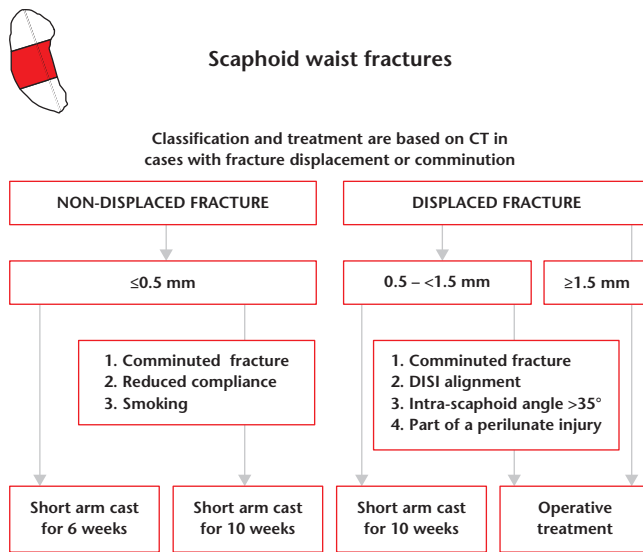 Scaphoid waist fractures
Classification and treatment are based on CT in
cases with fracture displacement or comminution
NON-DISPLACED FRACTURE
DISPLACED FRACTURE
≤0.5 mm
0.5 – <1.5 mm
≥1.5 mm
1. Comminuted fracture
2. Reduced compliance
3. Smoking
1. Comminuted fracture
2. DISI alignment
3. Intra-scaphoid angle >35°
4. Part of a perilunate injury
Short arm cast
for 6 weeks
Short arm cast
for 10 weeks
Short arm cast
for 10 weeks
Operative
treatment